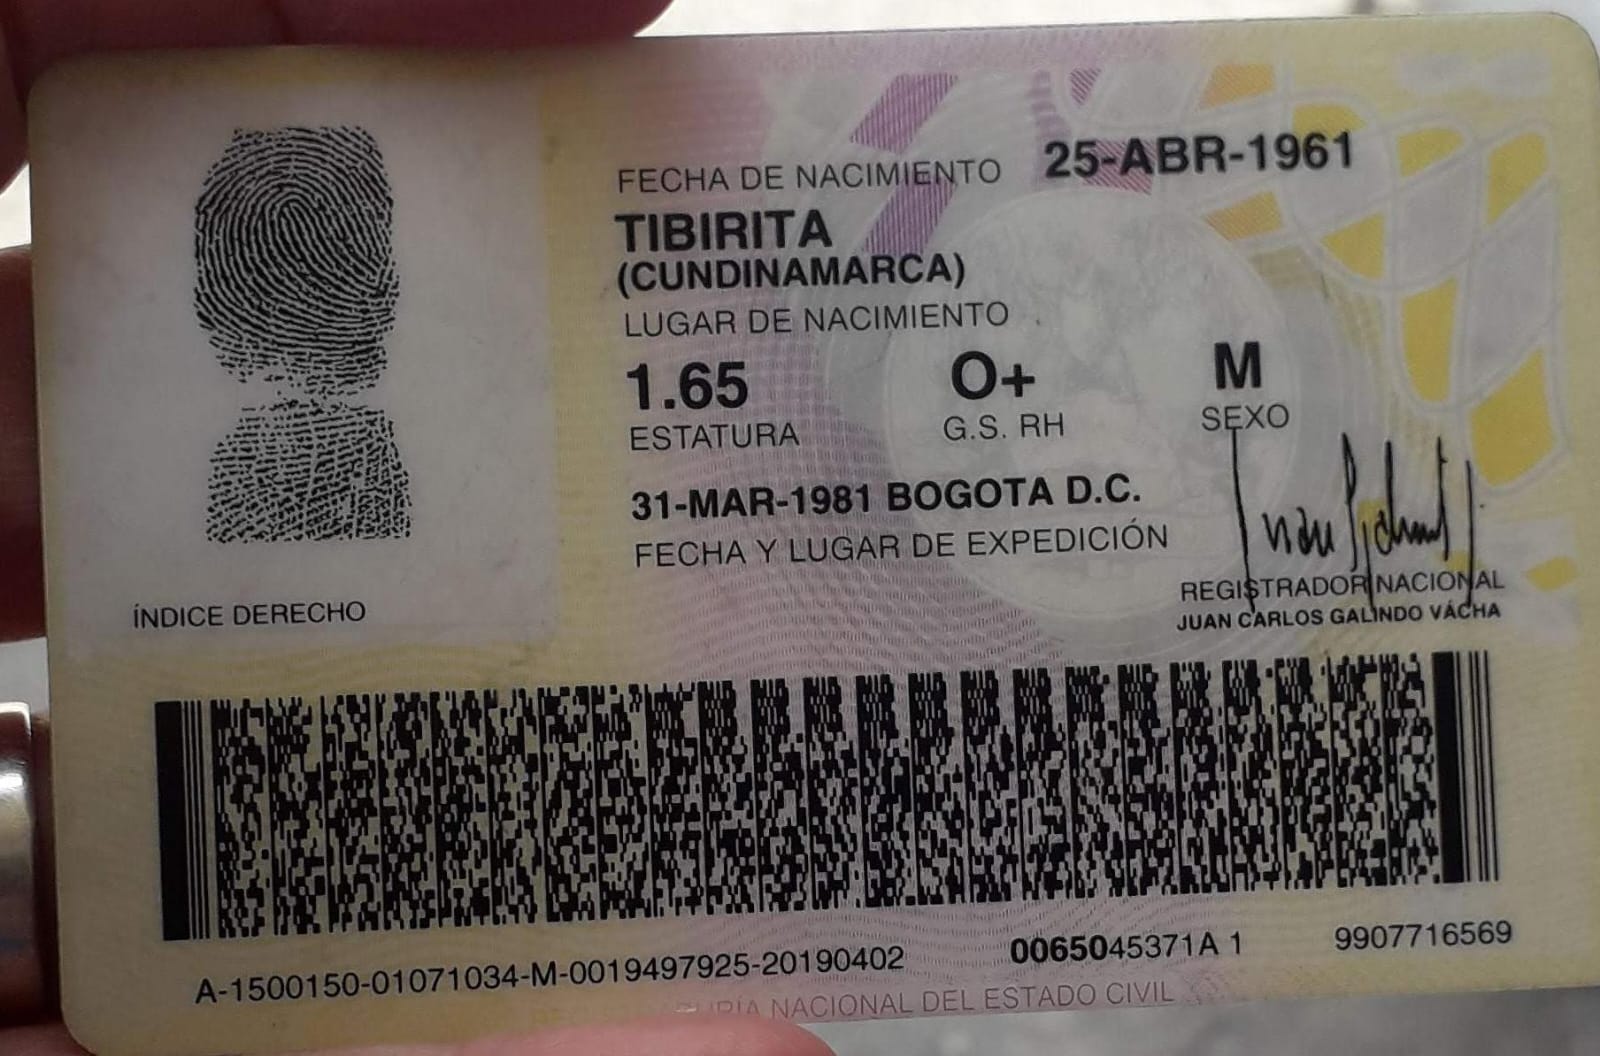 FECHA DE NACIMIENTO 25-ABR-1961
TIBIRITA
(CUNDINAMARCA)
LUGAR DE NACIMIENTO
1.65 O+ M
ESTATURA G.S. RH SEXO
31-MAR-1981 BOGOTA D.C.
FECHA Y LUGAR DE EXPEDICIÓN
REGISTRADOR NACIONAL
JUAN CARLOS GALINDO VÁCHA
ÍNDICE DERECHO
A-1500150-01071034-M-0019497925-20190402 0065045371A 1 9907716569
NACIONAL DEL ESTADO CIVIL